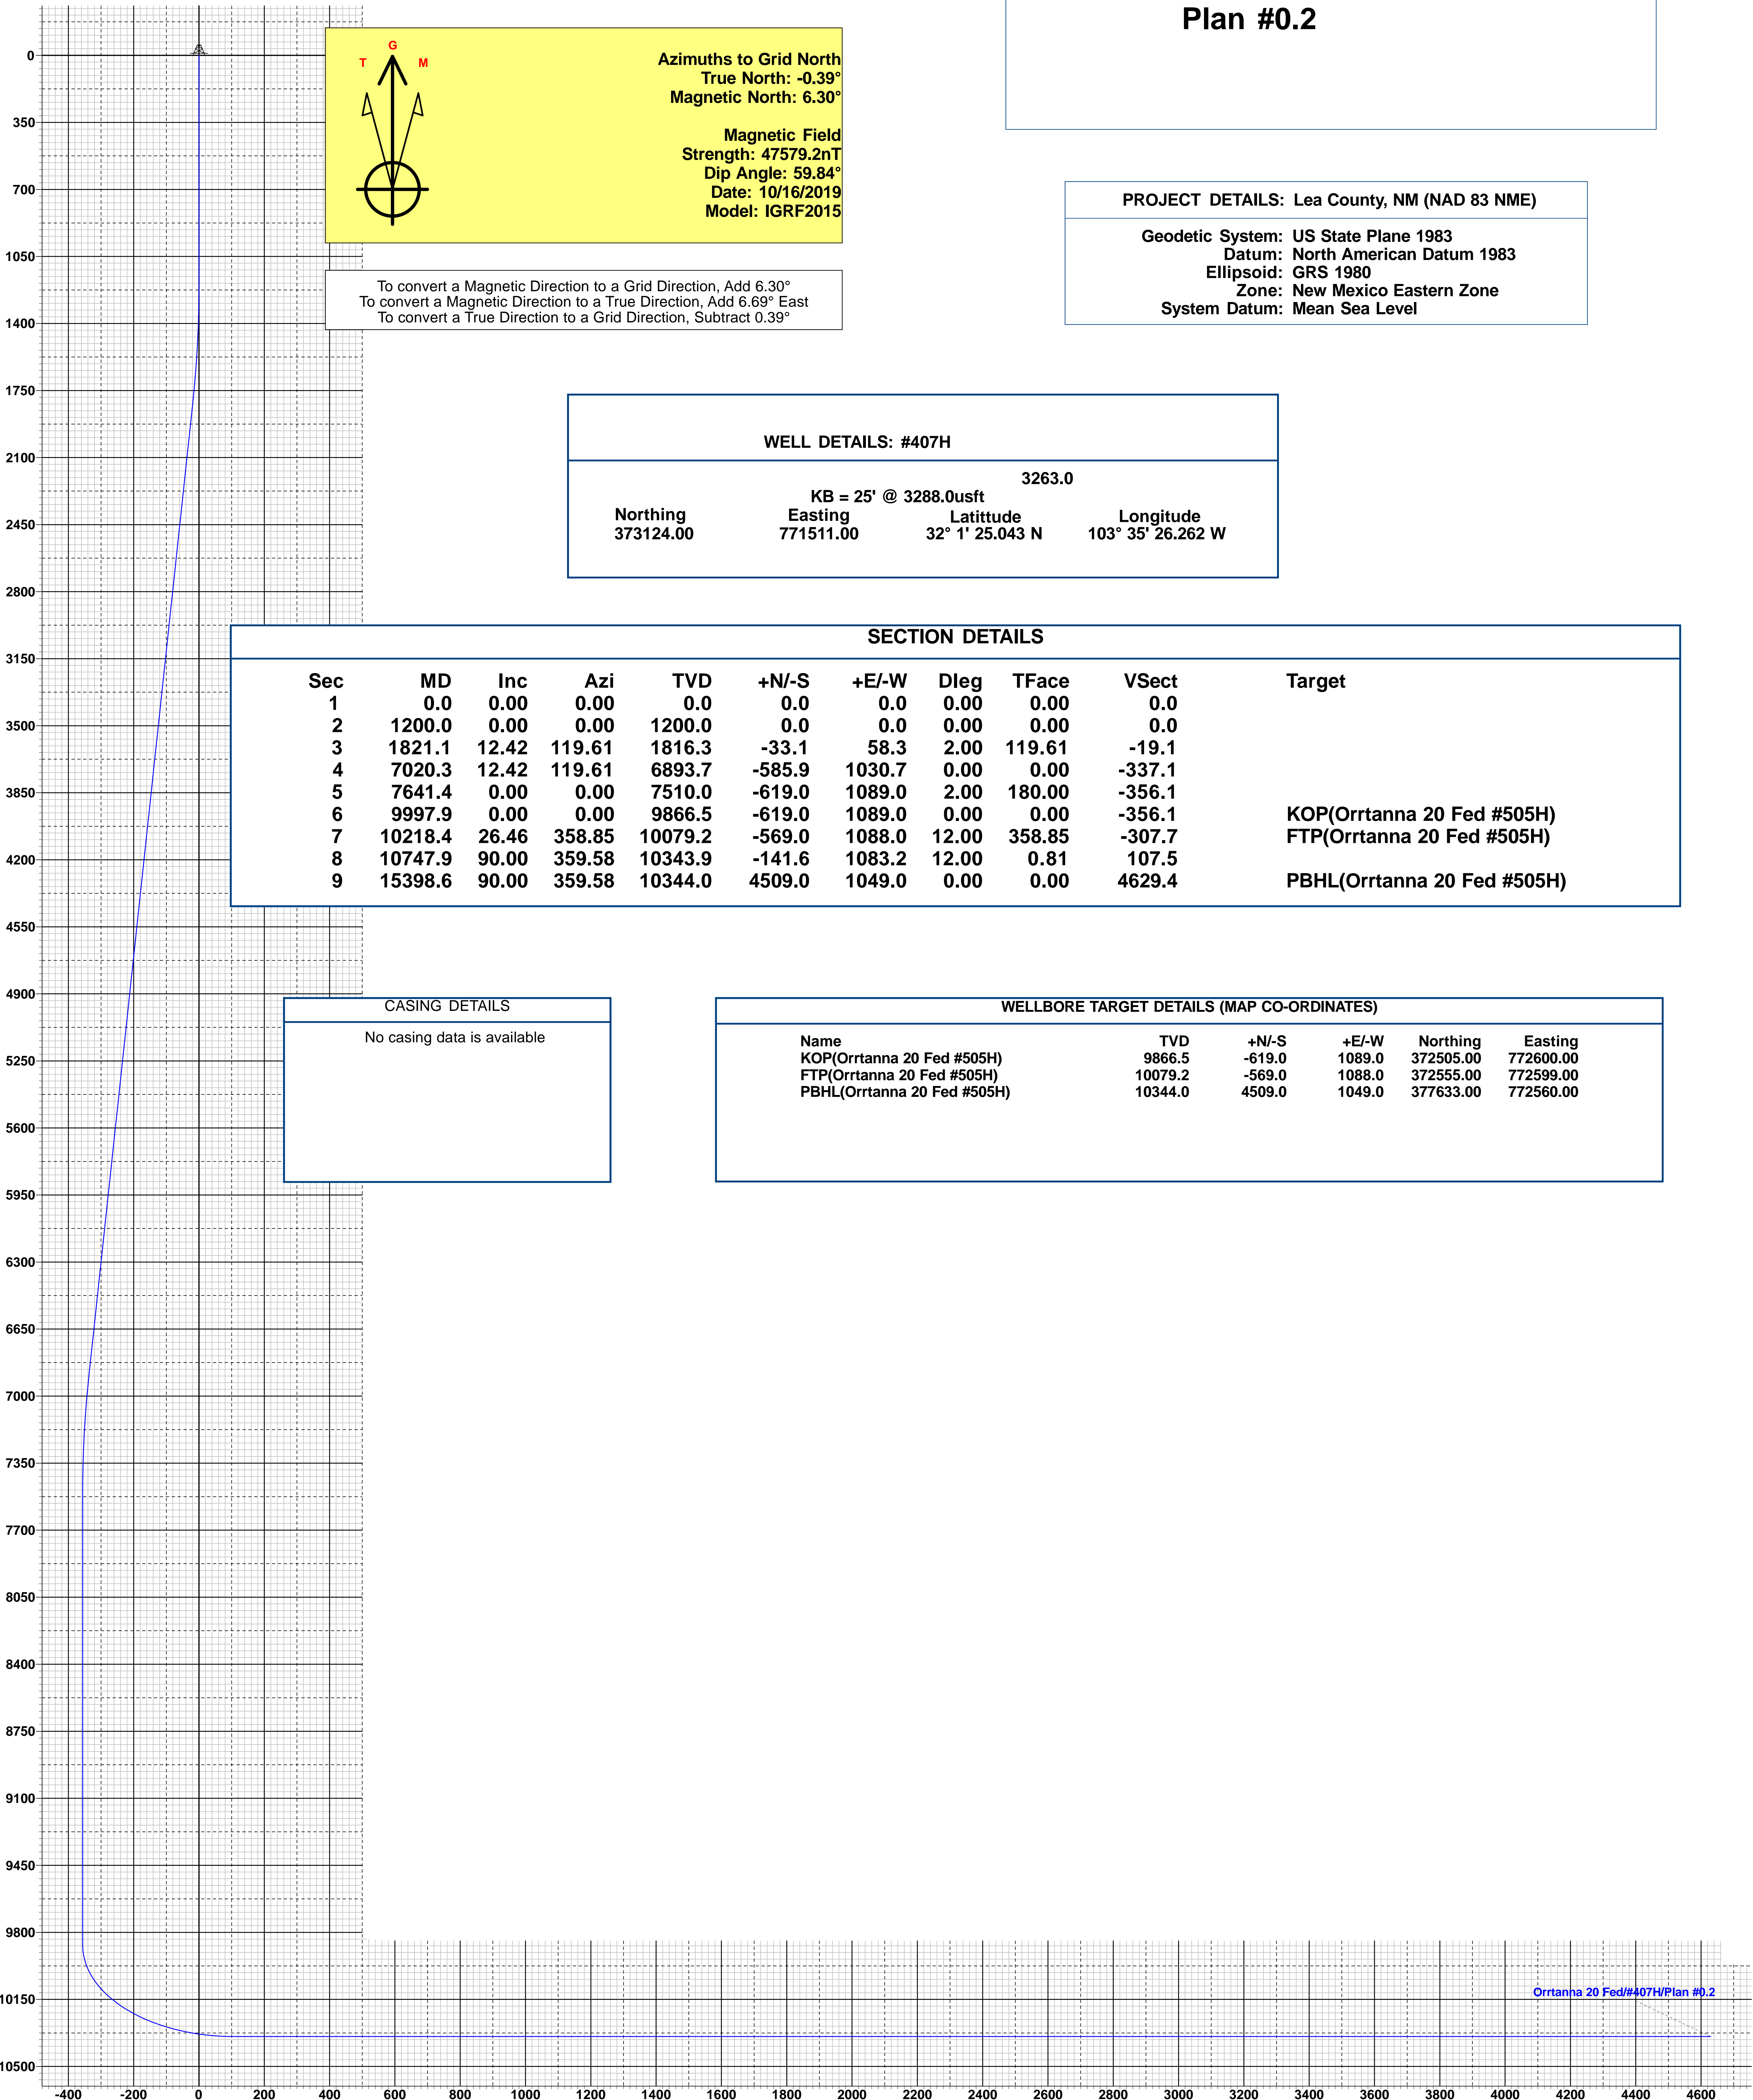 Plan #0.2
G
T M
Azimuths to Grid North
True North: -0.39°
Magnetic North: 6.30°
Magnetic Field
Strength: 47579.2nT
Dip Angle: 59.84°
Date: 10/16/2019
Model: IGRF2015
To convert a Magnetic Direction to a Grid Direction, Add 6.30°
To convert a Magnetic Direction to a True Direction, Add 6.69° East
To convert a True Direction to a Grid Direction, Subtract 0.39°
PROJECT DETAILS: Lea County, NM (NAD 83 NME)
Geodetic System: US State Plane 1983
Datum: North American Datum 1983
Ellipsoid: GRS 1980
Zone: New Mexico Eastern Zone
System Datum: Mean Sea Level
WELL DETAILS: #407H
3263.0
KB = 25' @ 3288.0usft
Northing Easting Latittude Longitude
373124.00 771511.00 32° 1' 25.043 N 103° 35' 26.262 W
SECTION DETAILS
Sec MD Inc Azi TVD +N/-S +E/-W Dleg TFace VSect Target
1 0.0 0.00 0.00 0.0 0.0 0.0 0.00 0.00 0.0
2 1200.0 0.00 0.00 1200.0 0.0 0.0 0.00 0.00 0.0
3 1821.1 12.42 119.61 1816.3 -33.1 58.3 2.00 119.61 -19.1
4 7020.3 12.42 119.61 6893.7 -585.9 1030.7 0.00 0.00 -337.1
5 7641.4 0.00 0.00 7510.0 -619.0 1089.0 2.00 180.00 -356.1
6 9997.9 0.00 0.00 9866.5 -619.0 1089.0 0.00 0.00 -356.1 KOP(Orrtanna 20 Fed #505H)
7 10218.4 26.46 358.85 10079.2 -569.0 1088.0 12.00 358.85 -307.7 FTP(Orrtanna 20 Fed #505H)
8 10747.9 90.00 359.58 10343.9 -141.6 1083.2 12.00 0.81 107.5
9 15398.6 90.00 359.58 10344.0 4509.0 1049.0 0.00 0.00 4629.4 PBHL(Orrtanna 20 Fed #505H)
CASING DETAILS
No casing data is available
WELLBORE TARGET DETAILS (MAP CO-ORDINATES)
Name TVD +N/-S +E/-W Northing Easting
KOP(Orrtanna 20 Fed #505H) 9866.5 -619.0 1089.0 372505.00 772600.00
FTP(Orrtanna 20 Fed #505H) 10079.2 -569.0 1088.0 372555.00 772599.00
PBHL(Orrtanna 20 Fed #505H) 10344.0 4509.0 1049.0 377633.00 772560.00
0
350
700
1050
1400
1750
2100
2450
2800
3150
3500
3850
4200
4550
4900
5250
5600
5950
6300
6650
7000
7350
7700
8050
8400
8750
9100
9450
9800
10150
10500
Orrtanna 20 Fed/#407H/Plan #0.2
-400 -200 0 200 400 600 800 1000 1200 1400 1600 1800 2000 2200 2400 2600 2800 3000 3200 3400 3600 3800 4000 4200 4400 4600